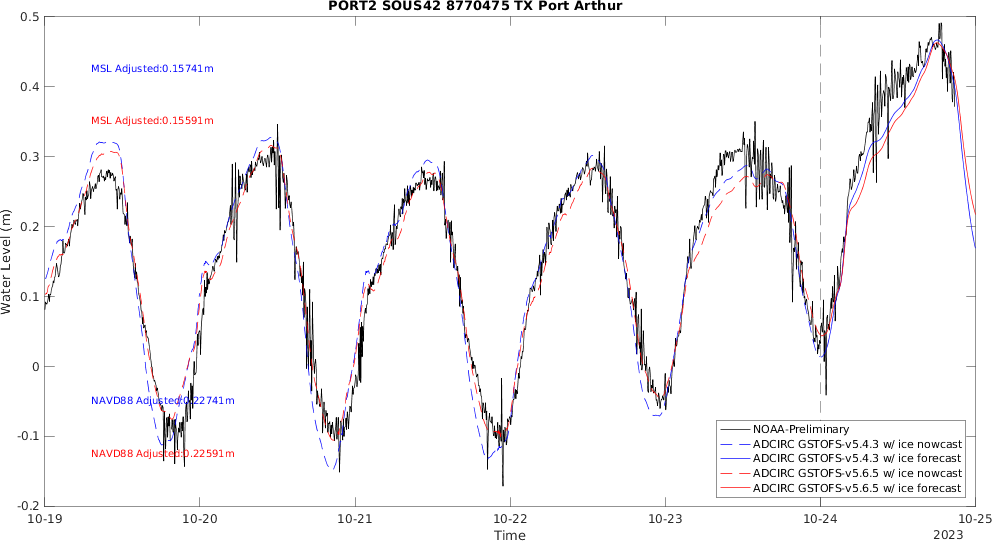 PORT2 SOUS42 8770475 TX Port Arthur
0.5
0.4
0.3
0.2
0.1
0
-0.1
-0.2
Water Level (m)
MSL Adjusted:0.15741m
MSL Adjusted:0.15591m
NAVD88 Adjusted:0.22741m
NAVD88 Adjusted:0.22591m
NOAA-Preliminary
ADCIRC GSTOFS-v5.4.3 w/ ice nowcast
ADCIRC GSTOFS-v5.4.3 w/ ice forecast
ADCIRC GSTOFS-v5.6.5 w/ ice nowcast
ADCIRC GSTOFS-v5.6.5 w/ ice forecast
10-19 10-20 10-21 10-22 10-23 10-24 10-25
Time
2023